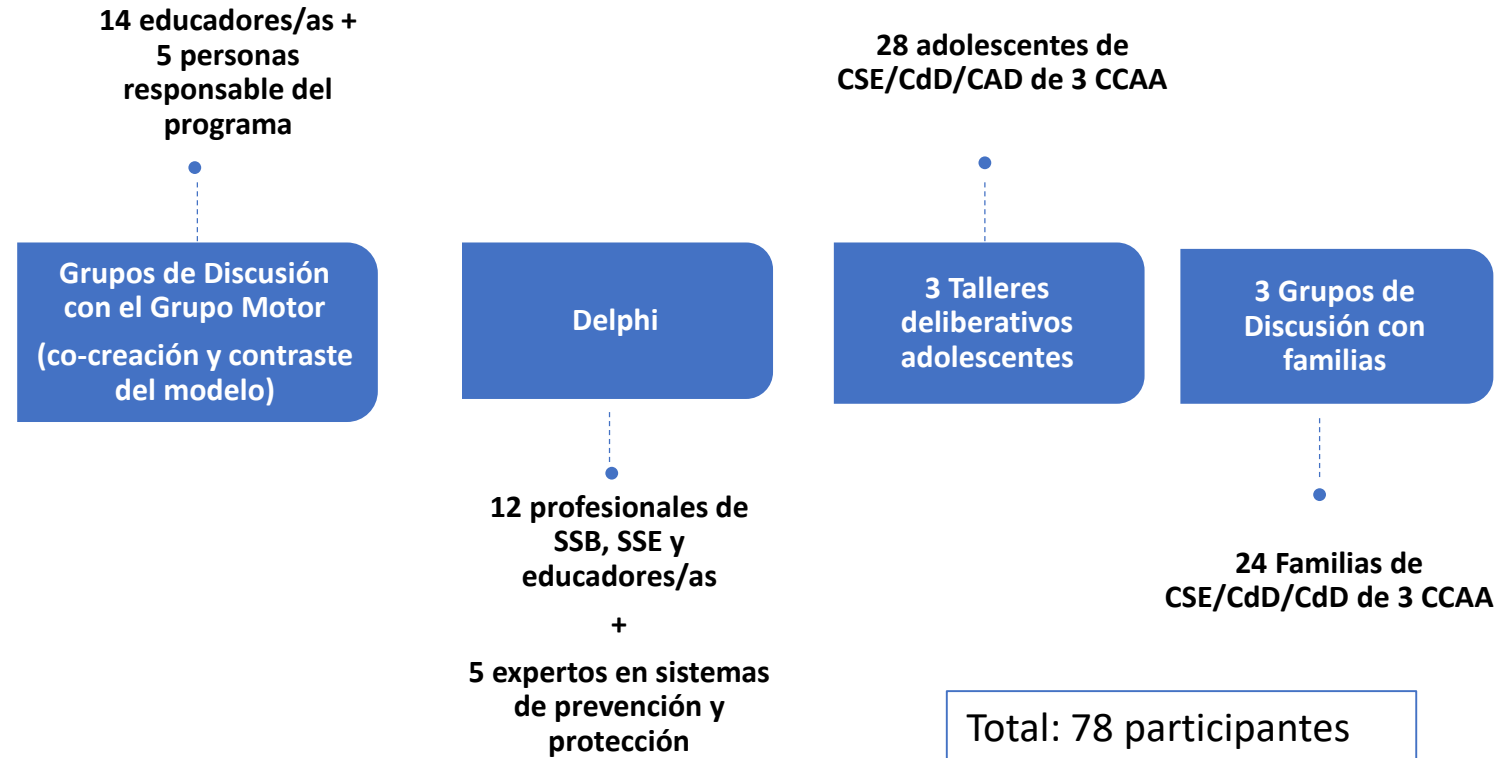 14 educadores/as +
5 personas
responsable del
programa
Grupos de Discusión
con el Grupo Motor
(co-creación y contraste
del modelo)
Delphi
12 profesionales de
SSB, SSE y
educadores/as
+
5 expertos en sistemas
de prevención y
protección
28 adolescentes de
CSE/CdD/CAD de 3 CCAA
3 Talleres
deliberativos
adolescentes
3 Grupos de
Discusión con
familias
24 Familias de
CSE/CdD/CdD de 3 CCAA
Total: 78 participantes